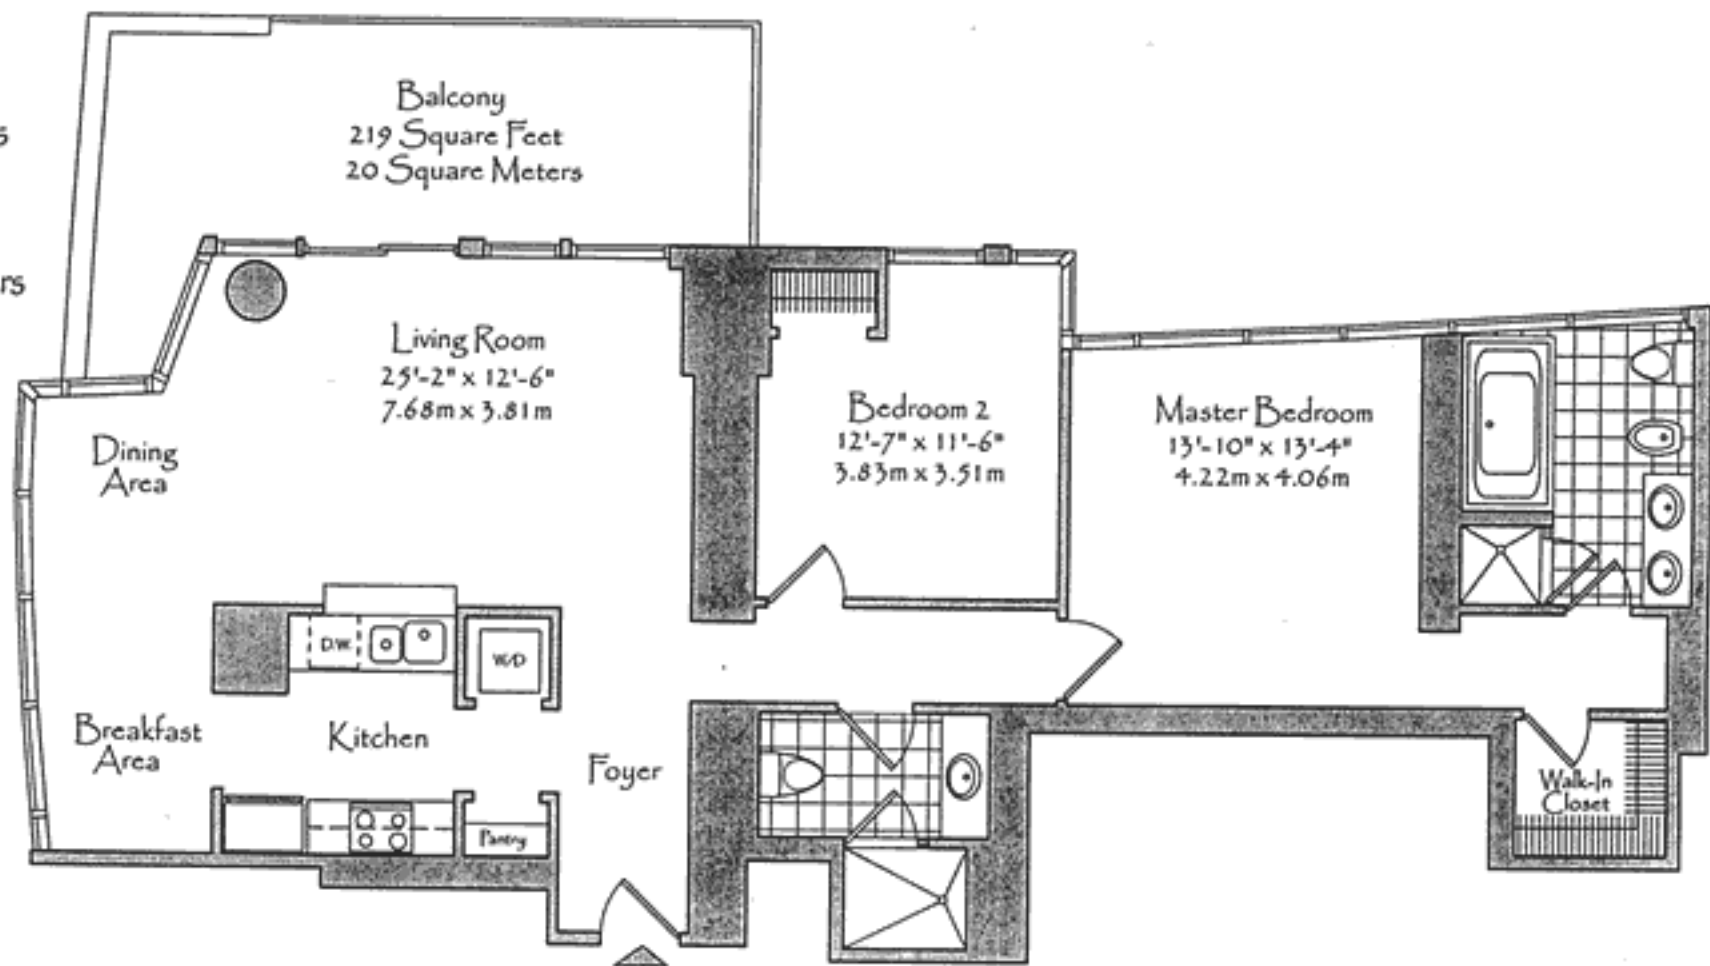 Balcony
219 Square Feet
20 Square Meters
s
rs
Living Room
25'-2" x 12'-6"
7.68m x 3.81m
Dining
Area
Bedroom 2
12'-7" x 11'-6"
3.83m x 3.51m
Master Bedroom
13'-10" x 13'-4"
4.22m x 4.06m
D.W.
W/D
Breakfast
Area
Kitchen
Foyer
Pantry
Walk-In
Closet